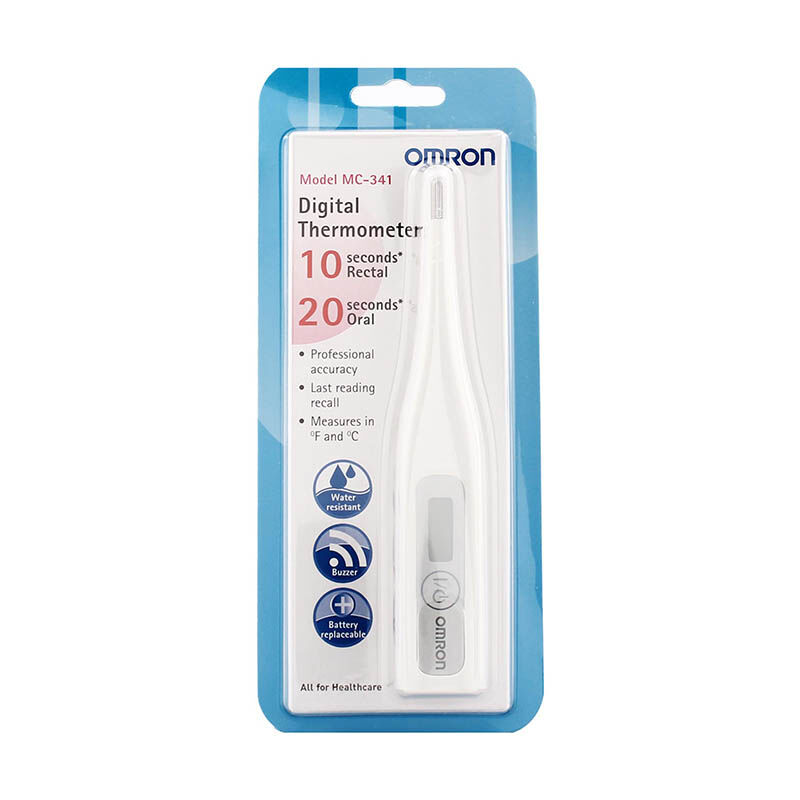 OMRON
Model MC-341
Digital
Thermometer
10 seconds*
Rectal
20 seconds*
Oral
• Professional
accuracy
• Last reading
recall
• Measures in
ºF and ºC
Water
resistant
Buzzer
Battery
replaceable
I/
OMRON
All for Healthcare